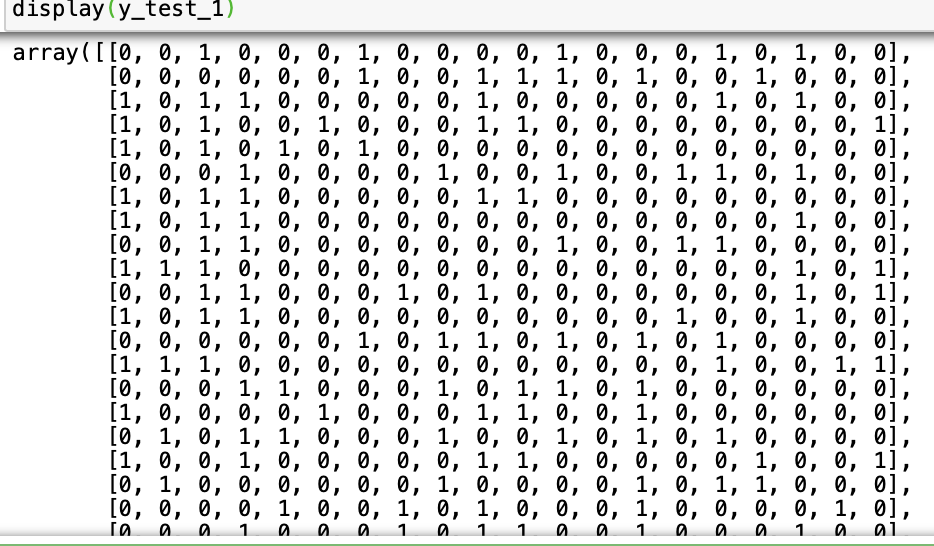 display(y_test_1)
array([[0, 0, 1, 0, 0, 0, 1, 0, 0, 0, 0, 1, 0, 0, 0, 1, 0, 1, 0, 0],
[0, 0, 0, 0, 0, 0, 1, 0, 0, 1, 1, 1, 0, 1, 0, 0, 1, 0, 0, 0],
[1, 0, 1, 1, 0, 0, 0, 0, 0, 1, 0, 0, 0, 0, 0, 1, 0, 1, 0, 0],
[1, 0, 1, 0, 0, 1, 0, 0, 0, 1, 1, 0, 0, 0, 0, 0, 0, 0, 0, 1],
[1, 0, 1, 0, 1, 0, 1, 0, 0, 0, 0, 0, 0, 0, 0, 0, 0, 0, 0, 0],
[0, 0, 0, 1, 0, 0, 0, 0, 1, 0, 0, 1, 0, 0, 1, 1, 0, 1, 0, 0],
[1, 0, 1, 1, 0, 0, 0, 0, 0, 1, 1, 0, 0, 0, 0, 0, 0, 0, 0, 0],
[1, 0, 1, 1, 0, 0, 0, 0, 0, 0, 0, 0, 0, 0, 0, 0, 0, 1, 0, 0],
[0, 0, 1, 1, 0, 0, 0, 0, 0, 0, 0, 1, 0, 0, 1, 1, 0, 0, 0, 0],
[1, 1, 1, 0, 0, 0, 0, 0, 0, 0, 0, 0, 0, 0, 0, 0, 0, 1, 0, 1],
[0, 0, 1, 1, 0, 0, 0, 1, 0, 1, 0, 0, 0, 0, 0, 0, 0, 1, 0, 1],
[1, 0, 1, 1, 0, 0, 0, 0, 0, 0, 0, 0, 0, 0, 1, 0, 0, 1, 0, 0],
[0, 0, 0, 0, 0, 0, 1, 0, 1, 1, 0, 1, 0, 1, 0, 1, 0, 0, 0, 0],
[1, 1, 1, 0, 0, 0, 0, 0, 0, 0, 0, 0, 0, 0, 0, 1, 0, 0, 1, 1],
[0, 0, 0, 1, 1, 0, 0, 0, 1, 0, 1, 1, 0, 1, 0, 0, 0, 0, 0, 0],
[1, 0, 0, 0, 0, 1, 0, 0, 0, 1, 1, 0, 0, 1, 0, 0, 0, 0, 0, 0],
[0, 1, 0, 1, 1, 0, 0, 0, 1, 0, 0, 1, 0, 1, 0, 1, 0, 0, 0, 0],
[1, 0, 0, 1, 0, 0, 0, 0, 0, 1, 1, 0, 0, 0, 0, 0, 1, 0, 0, 1],
[0, 1, 0, 0, 0, 0, 0, 0, 1, 0, 0, 0, 0, 1, 0, 1, 1, 0, 0, 0],
[0, 0, 0, 0, 1, 0, 0, 1, 0, 1, 0, 0, 0, 1, 0, 0, 0, 0, 1, 0],
[0, 0, 0, 1, 0, 0, 0, 1, 0, 1, 1, 0, 0, 1, 0, 0, 0, 1, 0, 0],